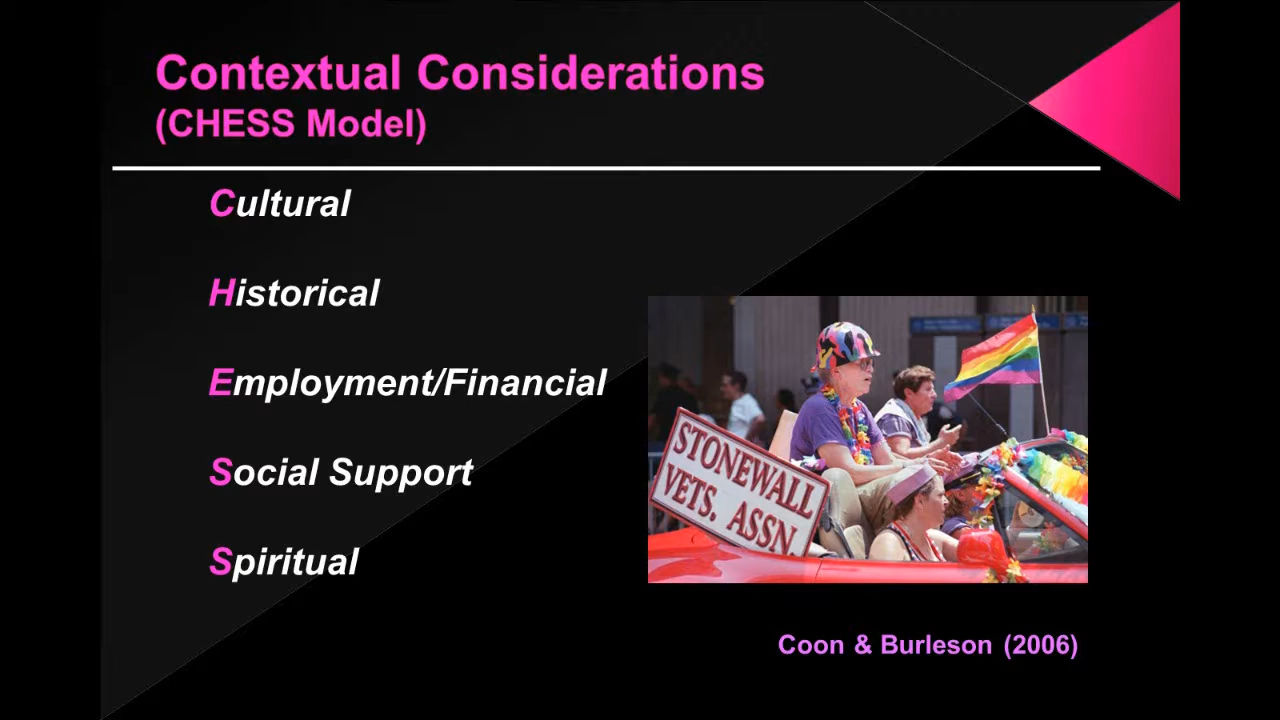 Contextual Considerations
(CHESS Model)
Cultural
Historical
Employment/Financial
Social Support
Spiritual
STONEWALL
VETS. ASSN.
Coon & Burleson (2006)